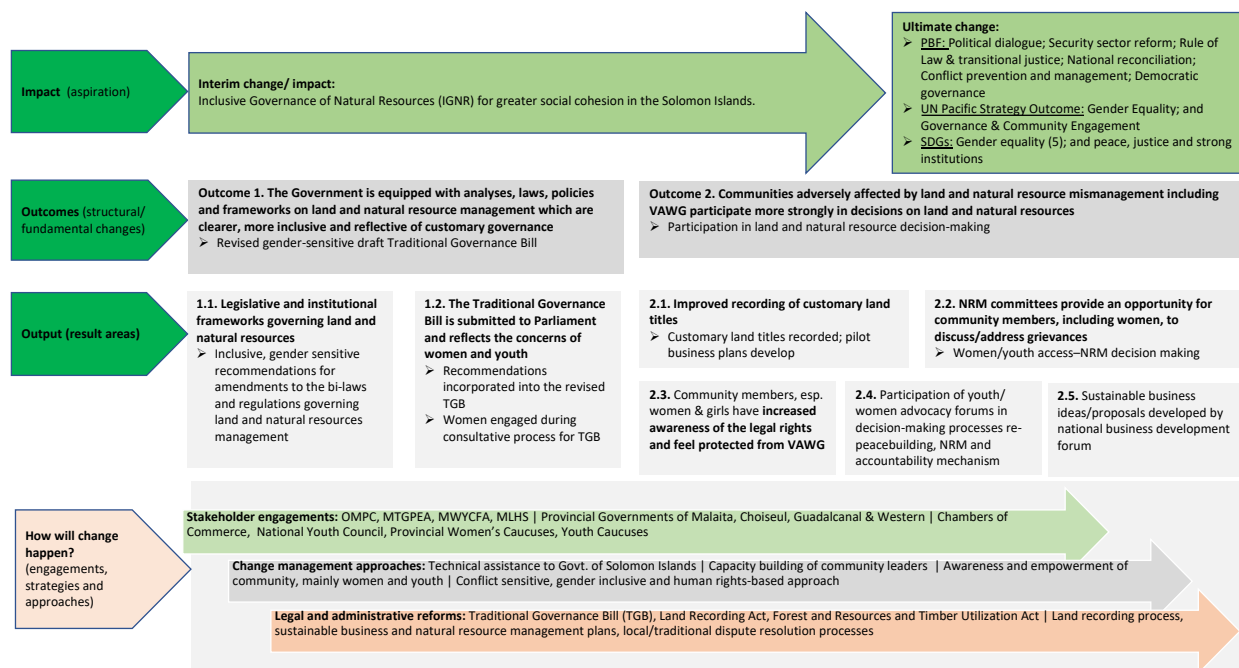 Ultimate change:
➢ PBF: Political dialogue; Security sector reform; Rule of
Law & transitional justice; National reconciliation;
Conflict prevention and management; Democratic
governance
➢ UN Pacific Strategy Outcome: Gender Equality; and
Governance & Community Engagement
➢ SDGs: Gender equality (5); and peace, justice and strong
institutions
Impact (aspiration)
Interim change/ impact:
Inclusive Governance of Natural Resources (IGNR) for greater social cohesion in the Solomon Islands.
Outcomes (structural/
fundamental changes)
Outcome 1. The Government is equipped with analyses, laws, policies
and frameworks on land and natural resource management which are
clearer, more inclusive and reflective of customary governance
➢ Revised gender-sensitive draft Traditional Governance Bill
Outcome 2. Communities adversely affected by land and natural resource mismanagement including
VAWG participate more strongly in decisions on land and natural resources
➢ Participation in land and natural resource decision-making
Output (result areas)
1.1. Legislative and institutional
frameworks governing land and
natural resources
➢ Inclusive, gender sensitive
recommendations for
amendments to the bi-laws
and regulations governing
land and natural resources
management
1.2. The Traditional Governance
Bill is submitted to Parliament
and reflects the concerns of
women and youth
➢ Recommendations
incorporated into the revised
TGB
➢ Women engaged during
consultative process for TGB
2.1. Improved recording of customary land
titles
➢ Customary land titles recorded; pilot
business plans develop
2.2. NRM committees provide an opportunity for
community members, including women, to
discuss/address grievances
➢ Women/youth access–NRM decision making
2.3. Community members, esp.
women & girls have increased
awareness of the legal rights
and feel protected from VAWG
2.4. Participation of youth/
women advocacy forums in
decision-making processes re-
peacebuilding, NRM and
accountability mechanism
2.5. Sustainable business
ideas/proposals developed by
national business development
forum
How will change
happen?
(engagements,
strategies and
approaches)
Stakeholder engagements: OMPC, MTGPEA, MWYCFA, MLHS | Provincial Governments of Malaita, Choiseul, Guadalcanal & Western | Chambers of
Commerce, National Youth Council, Provincial Women's Caucuses, Youth Caucuses
Change management approaches: Technical assistance to Govt. of Solomon Islands | Capacity building of community leaders | Awareness and empowerment of
community, mainly women and youth | Conflict sensitive, gender inclusive and human rights-based approach
Legal and administrative reforms: Traditional Governance Bill (TGB), Land Recording Act, Forest and Resources and Timber Utilization Act | Land recording process,
sustainable business and natural resource management plans, local/traditional dispute resolution processes